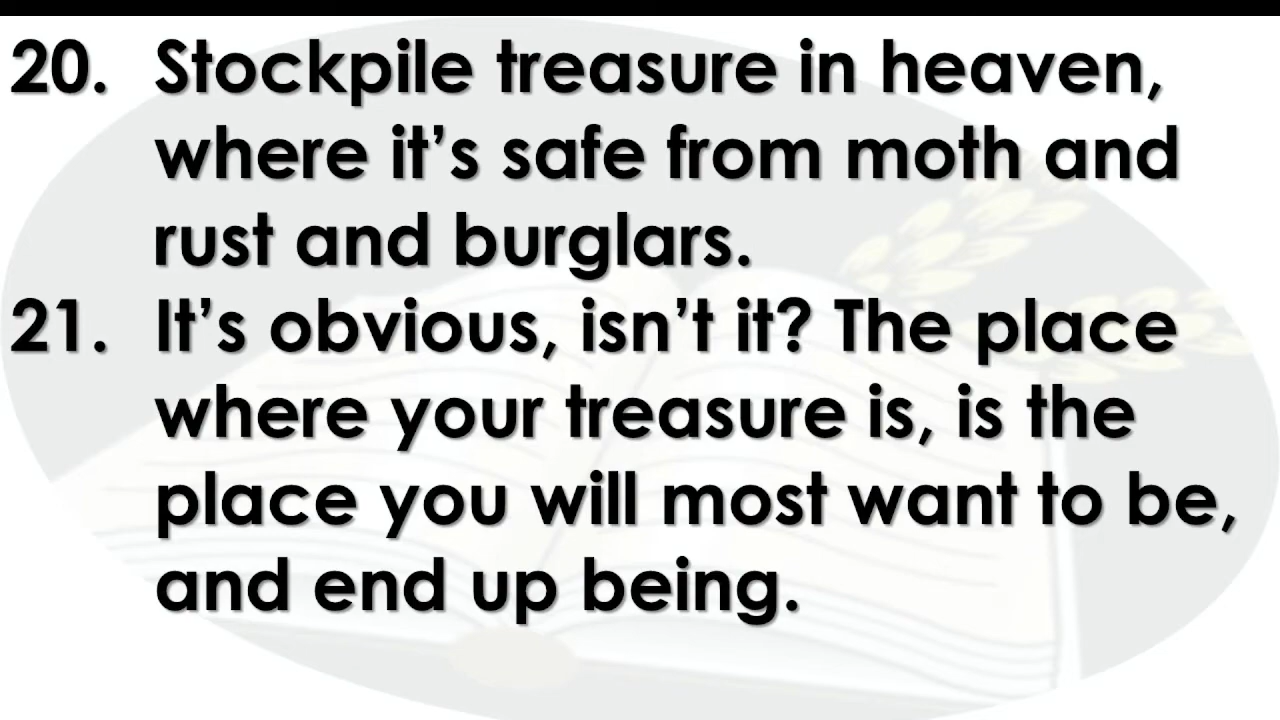 20. Stockpile treasure in heaven,
where it’s safe from moth and
rust and burglars.
21. It’s obvious, isn’t it? The place
where your treasure is, is the
place you will most want to be,
and end up being.